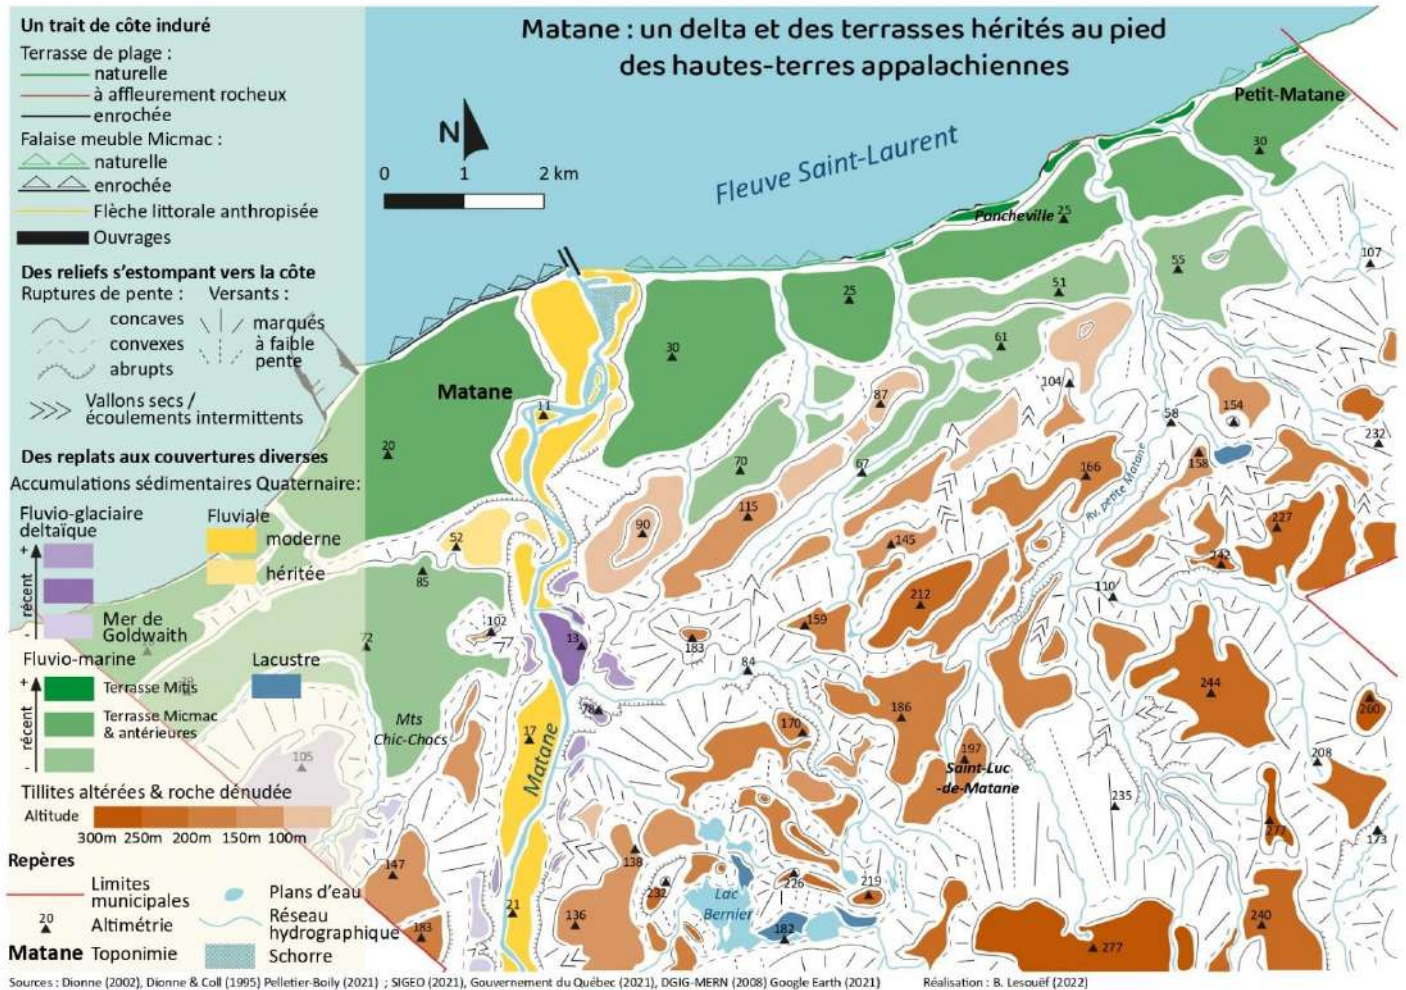 Matane : un delta et des terrasses hérités au pied
des hautes-terres appalachiennes
Un trait de côte induré
Terrasse de plage :
naturelle
à affleurement rocheux
enrochée
Falaise meuble Micmac :
naturelle
enrochée
Flèche littorale anthropisée
Ouvrages
Des reliefs s'estompant vers la côte
Ruptures de pente : Versants :
concaves
convexes
abrupts
marqués
à faible
pente
Vallons secs /
écoulements intermittents
Des replats aux couvertures diverses
Accumulations sédimentaires Quaternaire:
Fluvio-glaciaire
deltaïque
+
récent
-
Mer de
Goldwaith
Fluviale
moderne
héritée
Fluvio-marine
+
récent
-
Terrasse Mitis
Terrasse Micmac
& antérieures
Lacustre
Tillites altérées & roche dénudée
Altitude
300m 250m 200m 150m 100m
Repères
Limites
municipales
20
Altimétrie
Matane Toponimie
Plans d'eau
Réseau
hydrographique
Schorre
N
0 1 2 km
Fleuve Saint-Laurent
Petit-Matane
30
Poncheville 25
107
55
51
25
61
30
Matane
11
20
87
104
154
58
232
70
67
166
158
Rv. petite Matane
115
90
145
227
242
52
85
110
212
102
159
13
183
72
84
244
78
186
260
Mts
Chic-Chocs
17
Matane
170
197
Saint-Luc
-de-Matane
208
105
235
277
173
147
138
232
226
219
Lac
Bernier
21
136
183
182
240
277
Sources : Dionne (2002), Dionne & Coll (1995) Pelletier-Boily (2021) ; SIGEO (2021), Gouvernement du Québec (2021), DGIG-MERN (2008) Google Earth (2021) Réalisation : B. Lesouëf (2022)